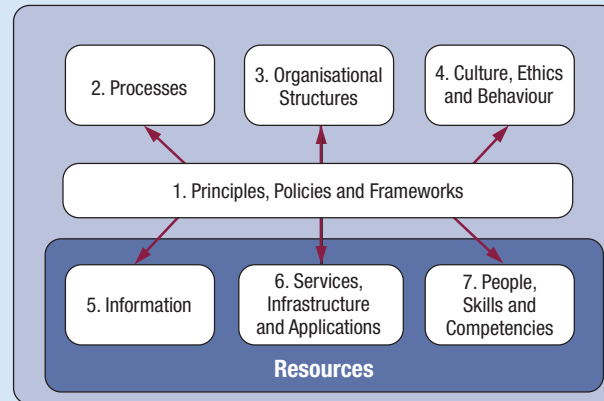 2. Processes
3. Organisational
Structures
4. Culture, Ethics
and Behaviour
1. Principles, Policies and Frameworks
5. Information
6. Services,
Infrastructure
and Applications
7. People,
Skills and
Competencies
Resources